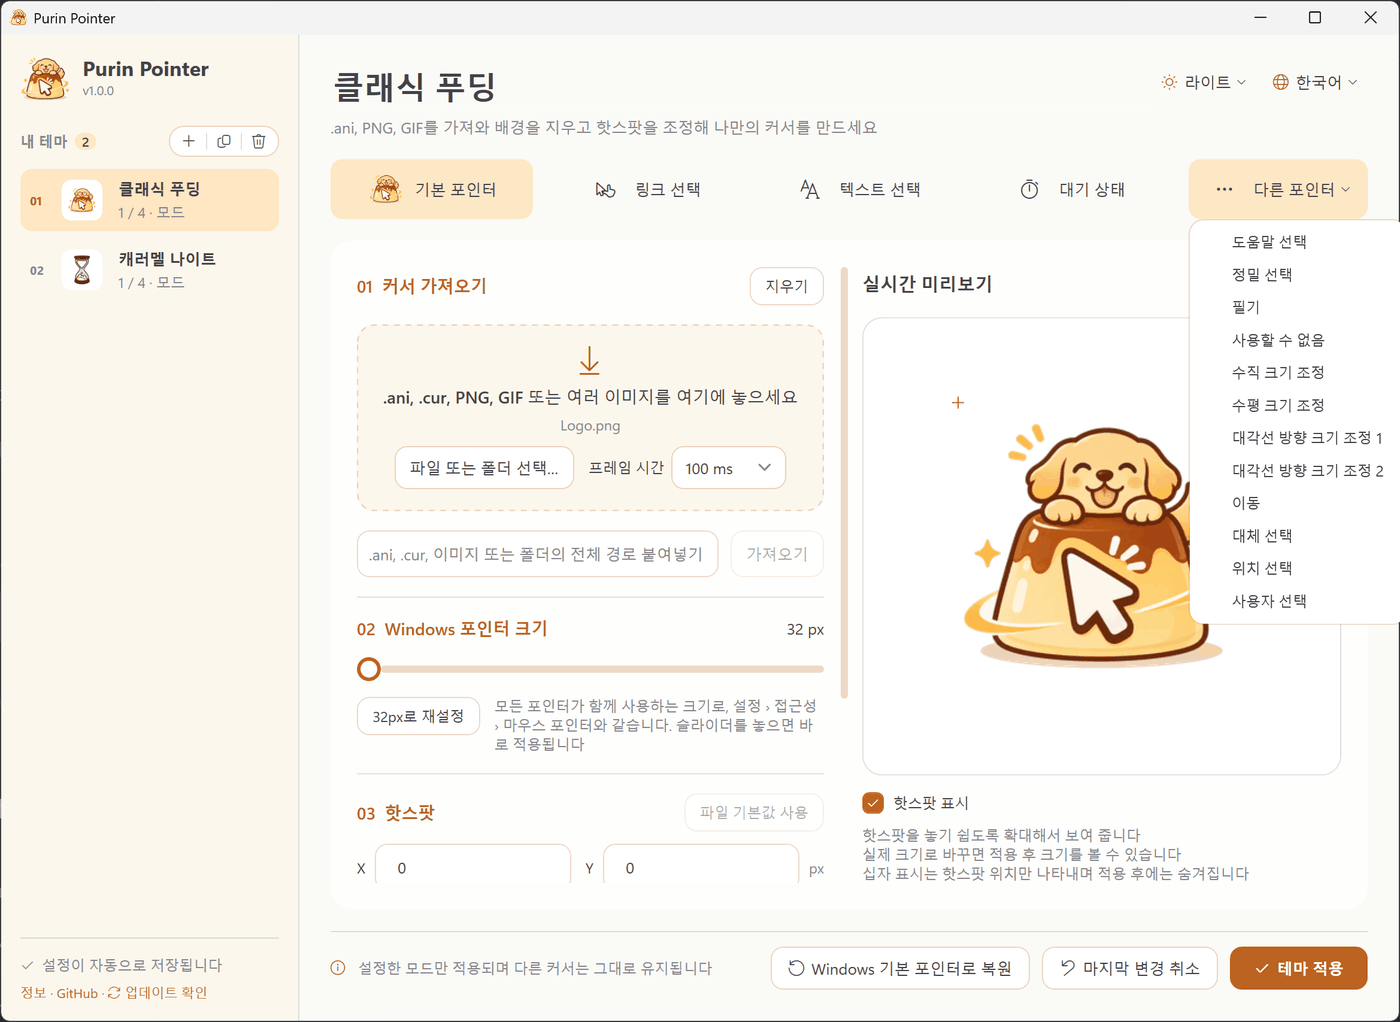 Purin Pointer
Purin Pointer
v1.0.0
내 테마 2
01
클래식 푸딩
1 / 4 · 모드
02
캐러멜 나이트
1 / 4 · 모드
설정이 자동으로 저장됩니다
정보 · GitHub · 업데이트 확인
클래식 푸딩
라이트
한국어
.ani, PNG, GIF를 가져와 배경을 지우고 핫스팟을 조정해 나만의 커서를 만드세요
기본 포인터
링크 선택
텍스트 선택
대기 상태
다른 포인터
도움말 선택
정밀 선택
필기
사용할 수 없음
수직 크기 조정
수평 크기 조정
대각선 방향 크기 조정 1
대각선 방향 크기 조정 2
이동
대체 선택
위치 선택
사용자 선택
01 커서 가져오기
지우기
.ani, .cur, PNG, GIF 또는 여러 이미지를 여기에 놓으세요
Logo.png
파일 또는 폴더 선택...
프레임 시간
100 ms
.ani, .cur, 이미지 또는 폴더의 전체 경로 붙여넣기
가져오기
02 Windows 포인터 크기
32 px
32px로 재설정
모든 포인터가 함께 사용하는 크기로, 설정 › 접근성
› 마우스 포인터와 같습니다. 슬라이더를 놓으면 바
로 적용됩니다
03 핫스팟
파일 기본값 사용
X 0
Y 0
px
실시간 미리보기
핫스팟 표시
핫스팟을 놓기 쉽도록 확대해서 보여 줍니다
실제 크기로 바꾸면 적용 후 크기를 볼 수 있습니다
십자 표시는 핫스팟 위치만 나타내며 적용 후에는 숨겨집니다
설정한 모드만 적용되며 다른 커서는 그대로 유지됩니다
Windows 기본 포인터로 복원
마지막 변경 취소
테마 적용